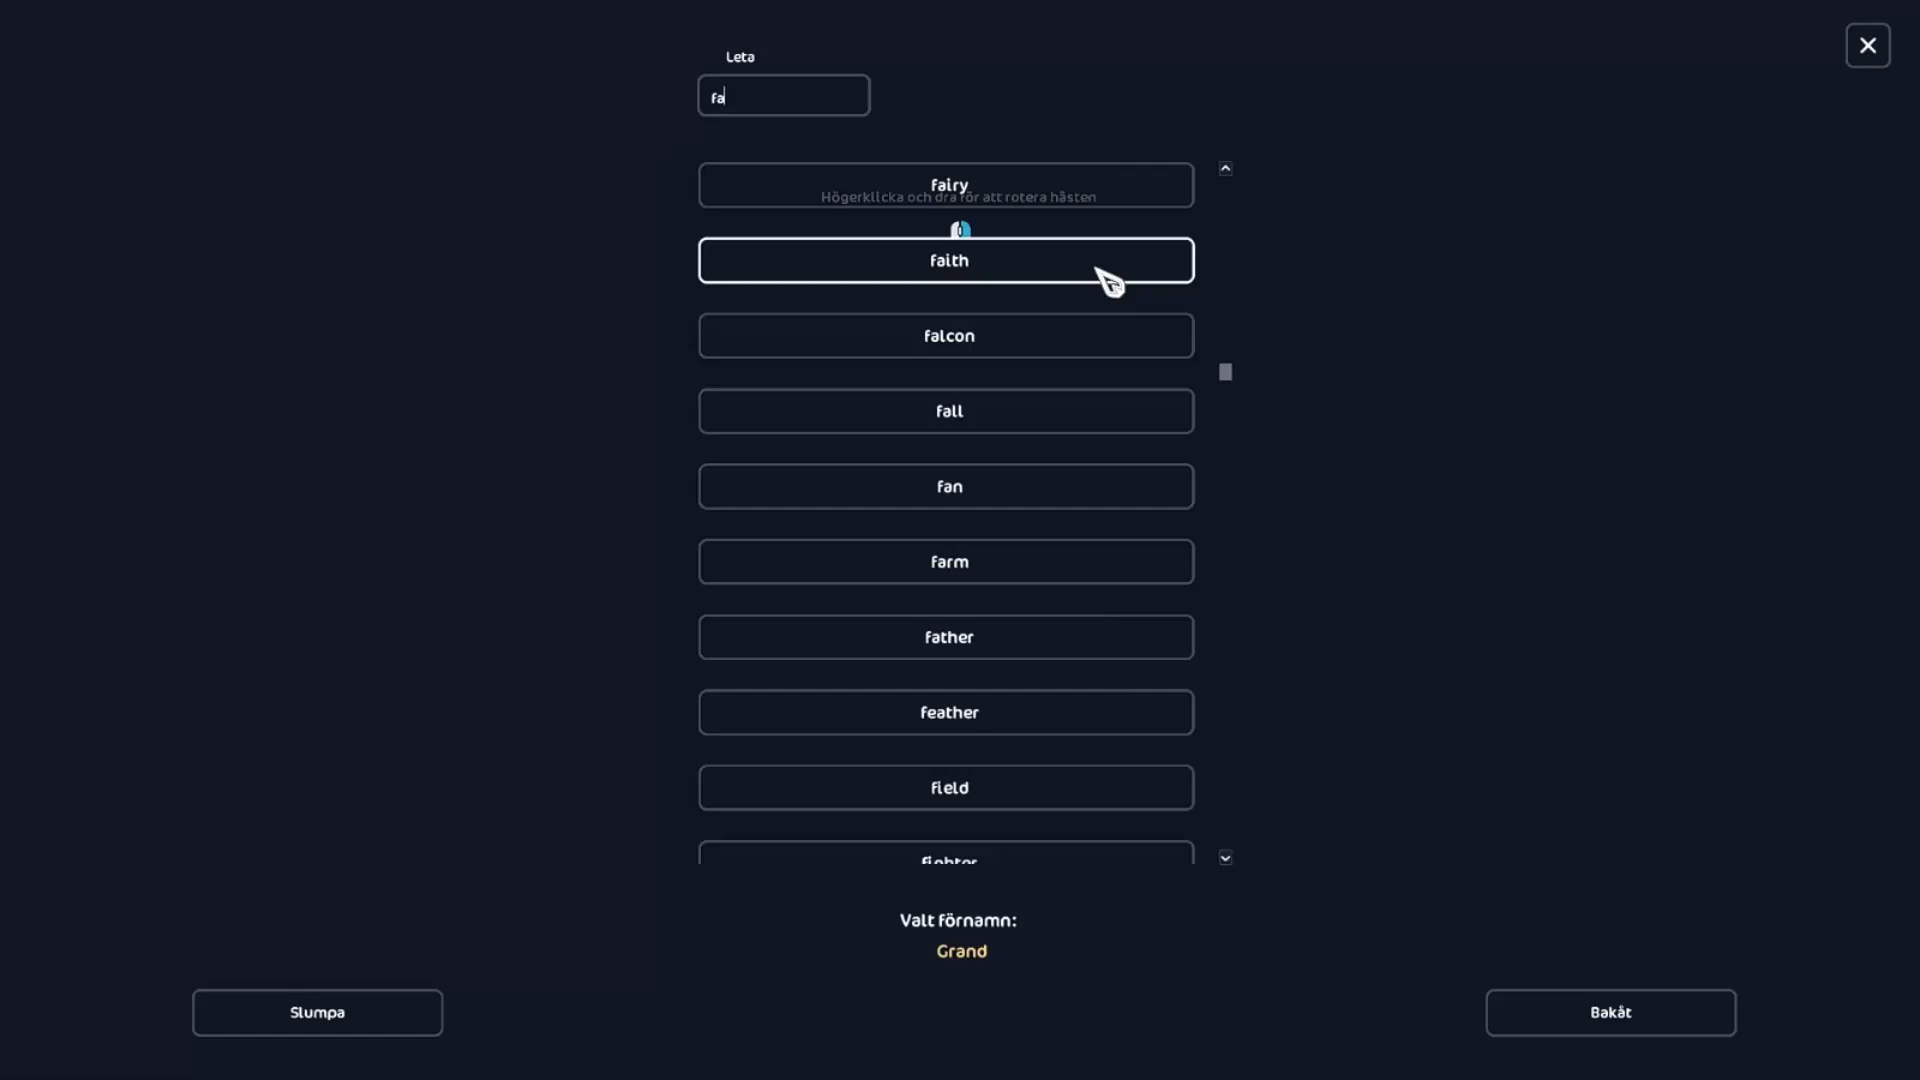 Leta
fa
fairy
Högerklicka och dra för att rotera hästen
faith
falcon
fall
fan
farm
father
feather
field
fighter
Valt förnamn:
Grand
Slumpa
Bakåt